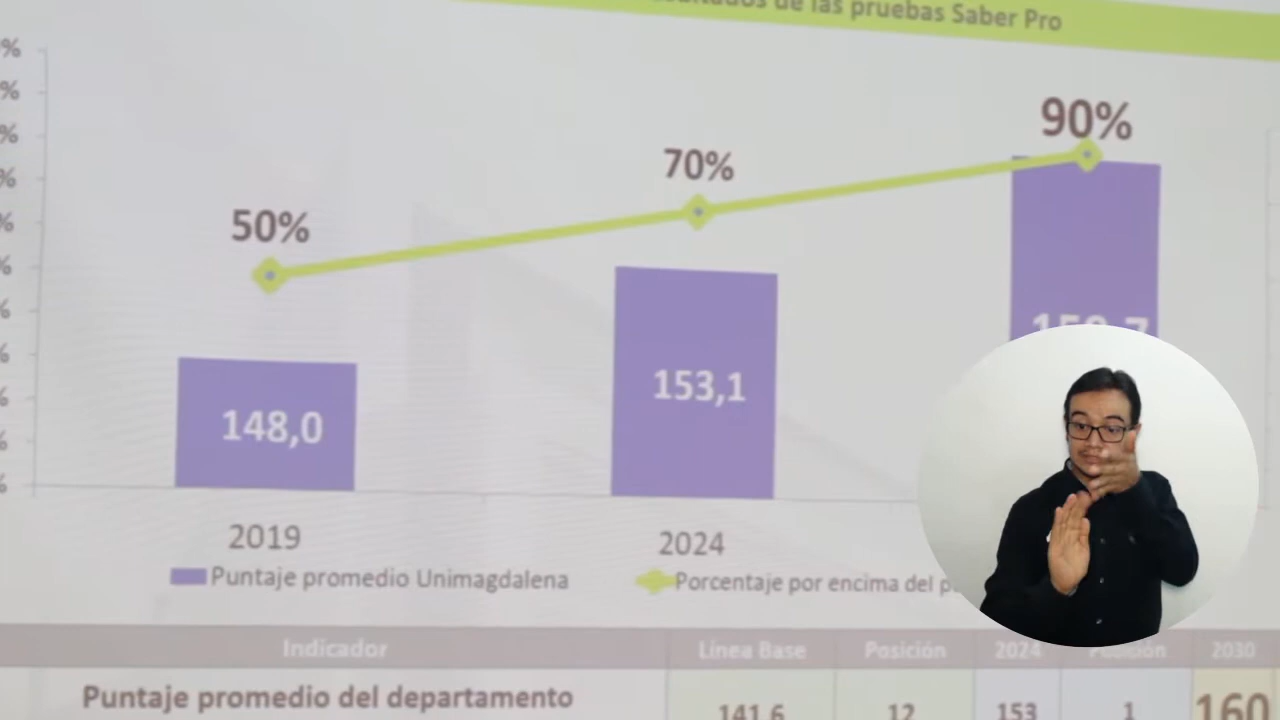 de las pruebas Saber Pro
90%
70%
50%
148,0
153,1
2019
2024
Puntaje promedio Unimagdalena
Porcentaje por encima del
Indicador
Línea Base
Posición
2024
Posición
2030
Puntaje promedio del departamento
141,6
12
153
1
160